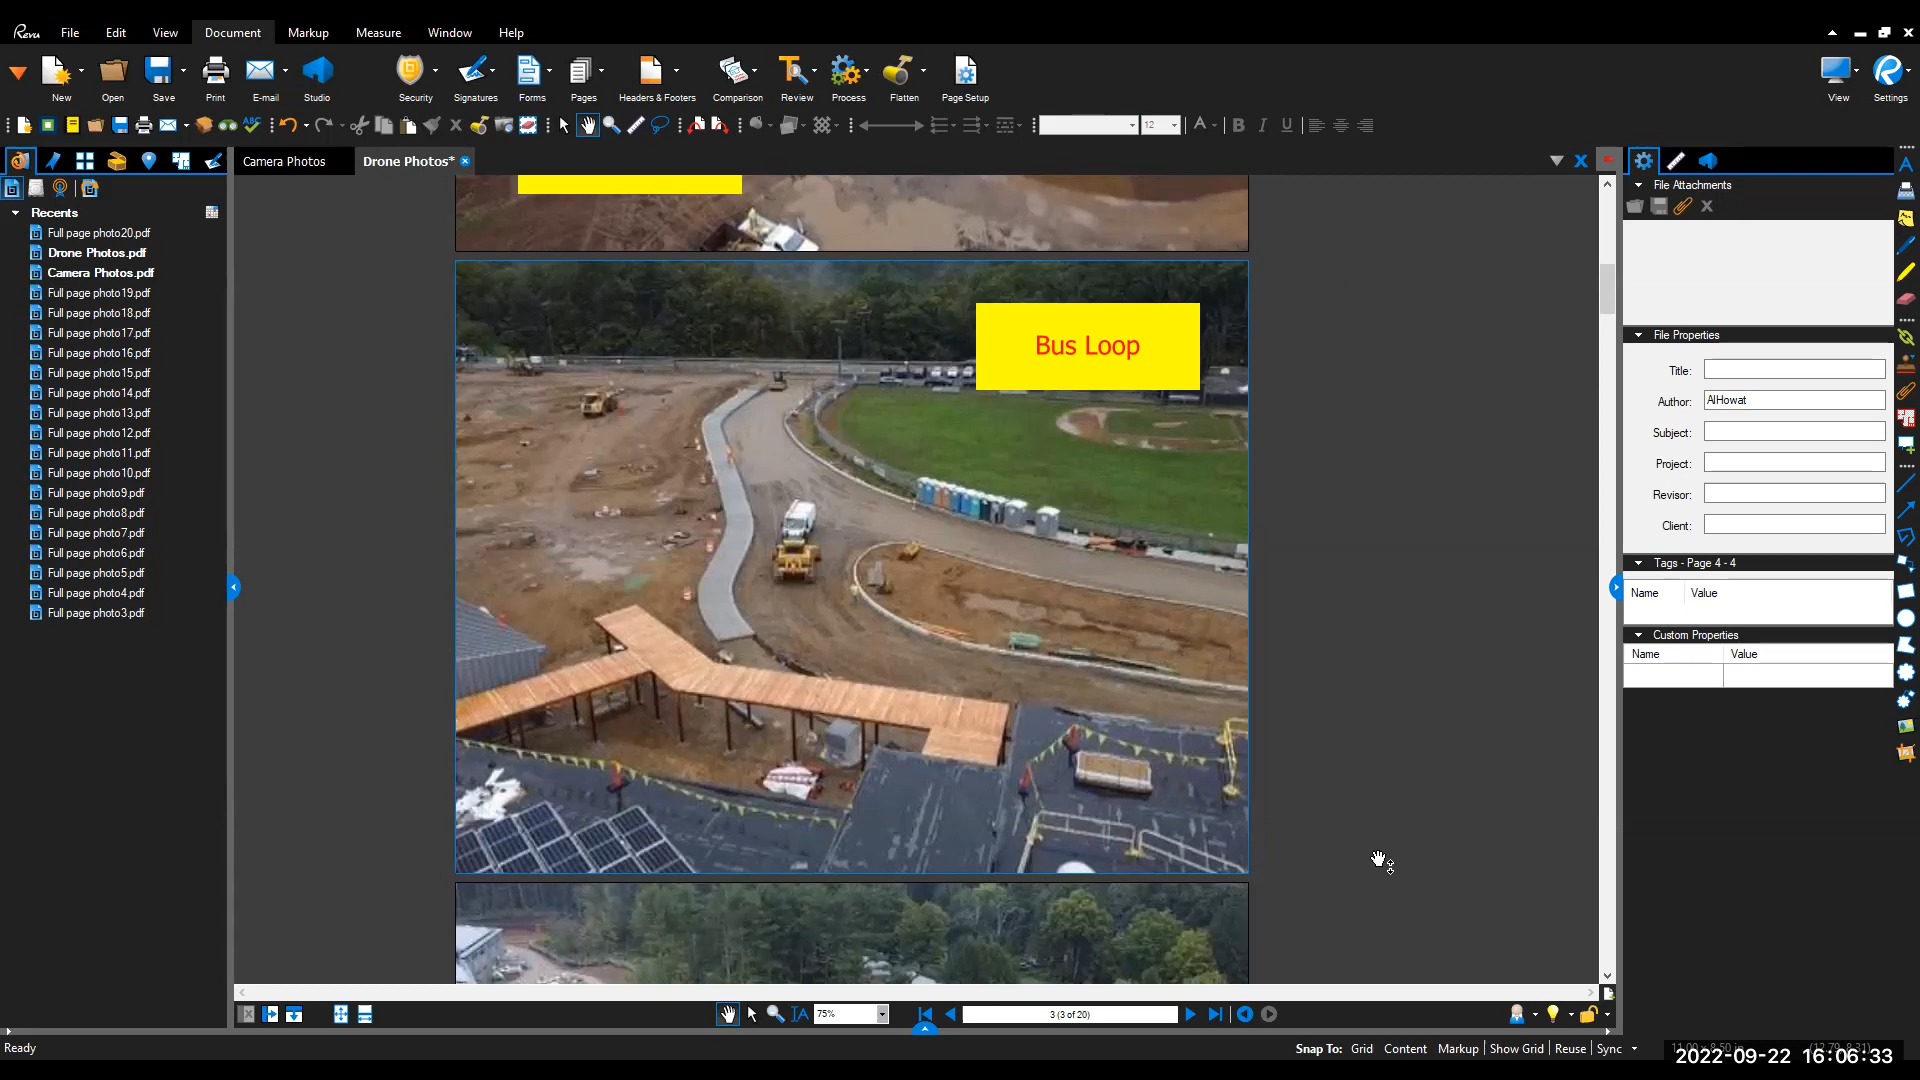 Revu File Edit View Document Markup Measure Window Help
New Open Save Print E-mail Studio Security Signatures Forms Pages Headers & Footers Comparison Review Process Flatten Page Setup View Settings
12 A B I U
Camera Photos Drone Photos*
File Attachments
Recents
Full page photo20.pdf
Drone Photos.pdf
Camera Photos.pdf
Full page photo19.pdf
Full page photo18.pdf
Full page photo17.pdf
Full page photo16.pdf
Full page photo15.pdf
Full page photo14.pdf
Full page photo13.pdf
Full page photo12.pdf
Full page photo11.pdf
Full page photo10.pdf
Full page photo9.pdf
Full page photo8.pdf
Full page photo7.pdf
Full page photo6.pdf
Full page photo5.pdf
Full page photo4.pdf
Full page photo3.pdf
Bus Loop
File Properties
Title:
Author: AlHowat
Subject:
Project:
Revisor:
Client:
Tags - Page 4 - 4
Name Value
Custom Properties
Name Value
75% 3 (3 of 20)
Ready
Snap To: Grid Content Markup Show Grid Reuse Sync
2022-09-22 16:06:33